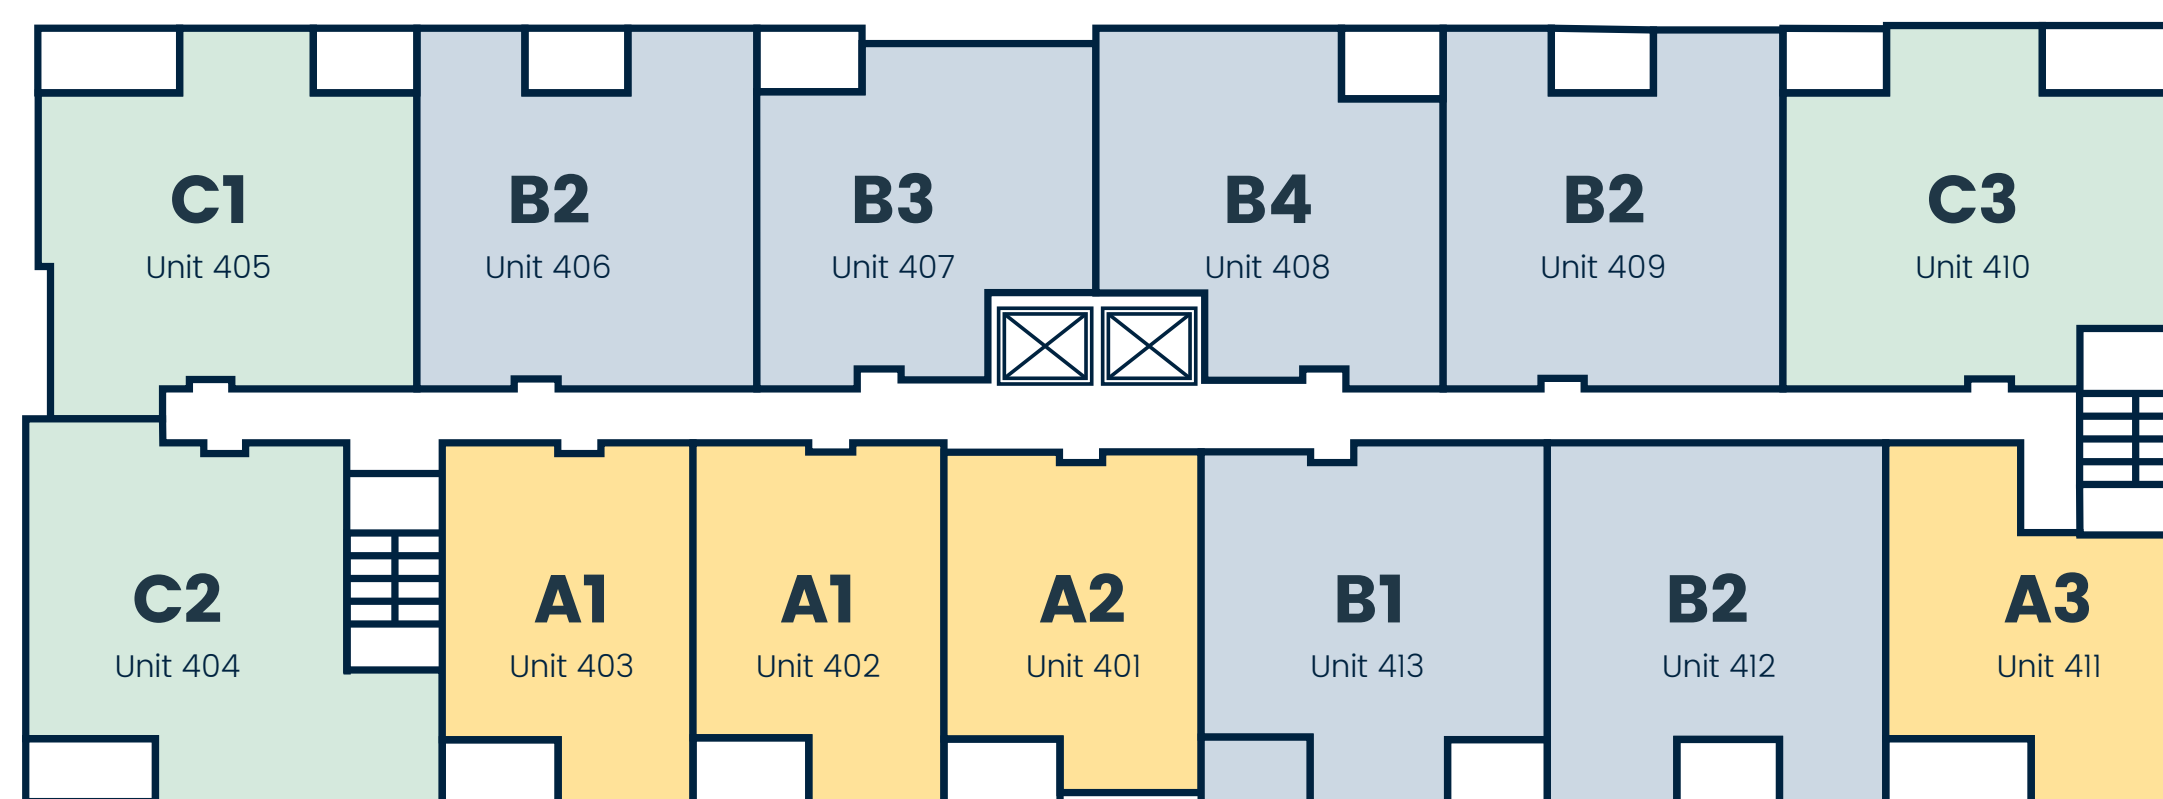 C1
Unit 405
B2
Unit 406
B3
Unit 407
B4
Unit 408
B2
Unit 409
C3
Unit 410
C2
Unit 404
A1
Unit 403
A1
Unit 402
A2
Unit 401
B1
Unit 413
B2
Unit 412
A3
Unit 411